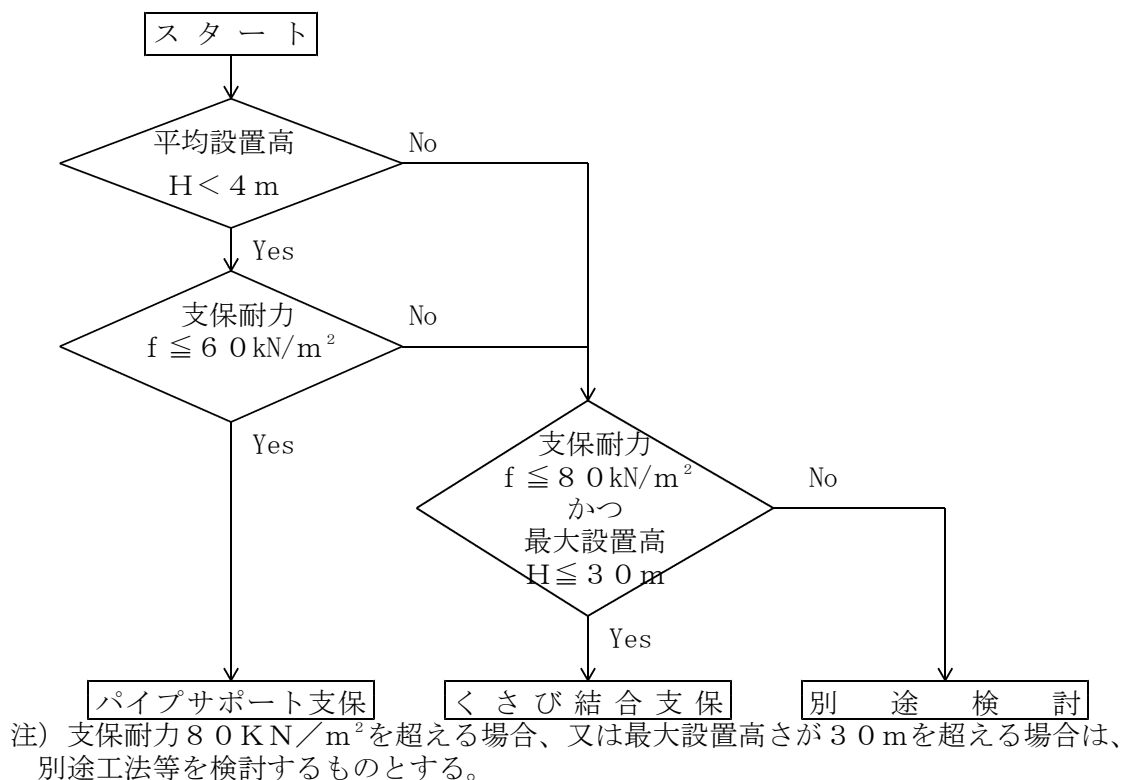 スタート
平均設置高
No
Ｈ＜４ｍ
Yes
支保耐力
No
ｆ≦６０kN/m²
Yes
支保耐力
ｆ≦８０kN/m²
No
かつ
最大設置高
Ｈ≦３０ｍ
Yes
パイプサポート支保
くさび結合支保
別途検討
注）支保耐力８０ＫＮ／ｍ²を超える場合、又は最大設置高さが３０ｍを超える場合は、
別途工法等を検討するものとする。